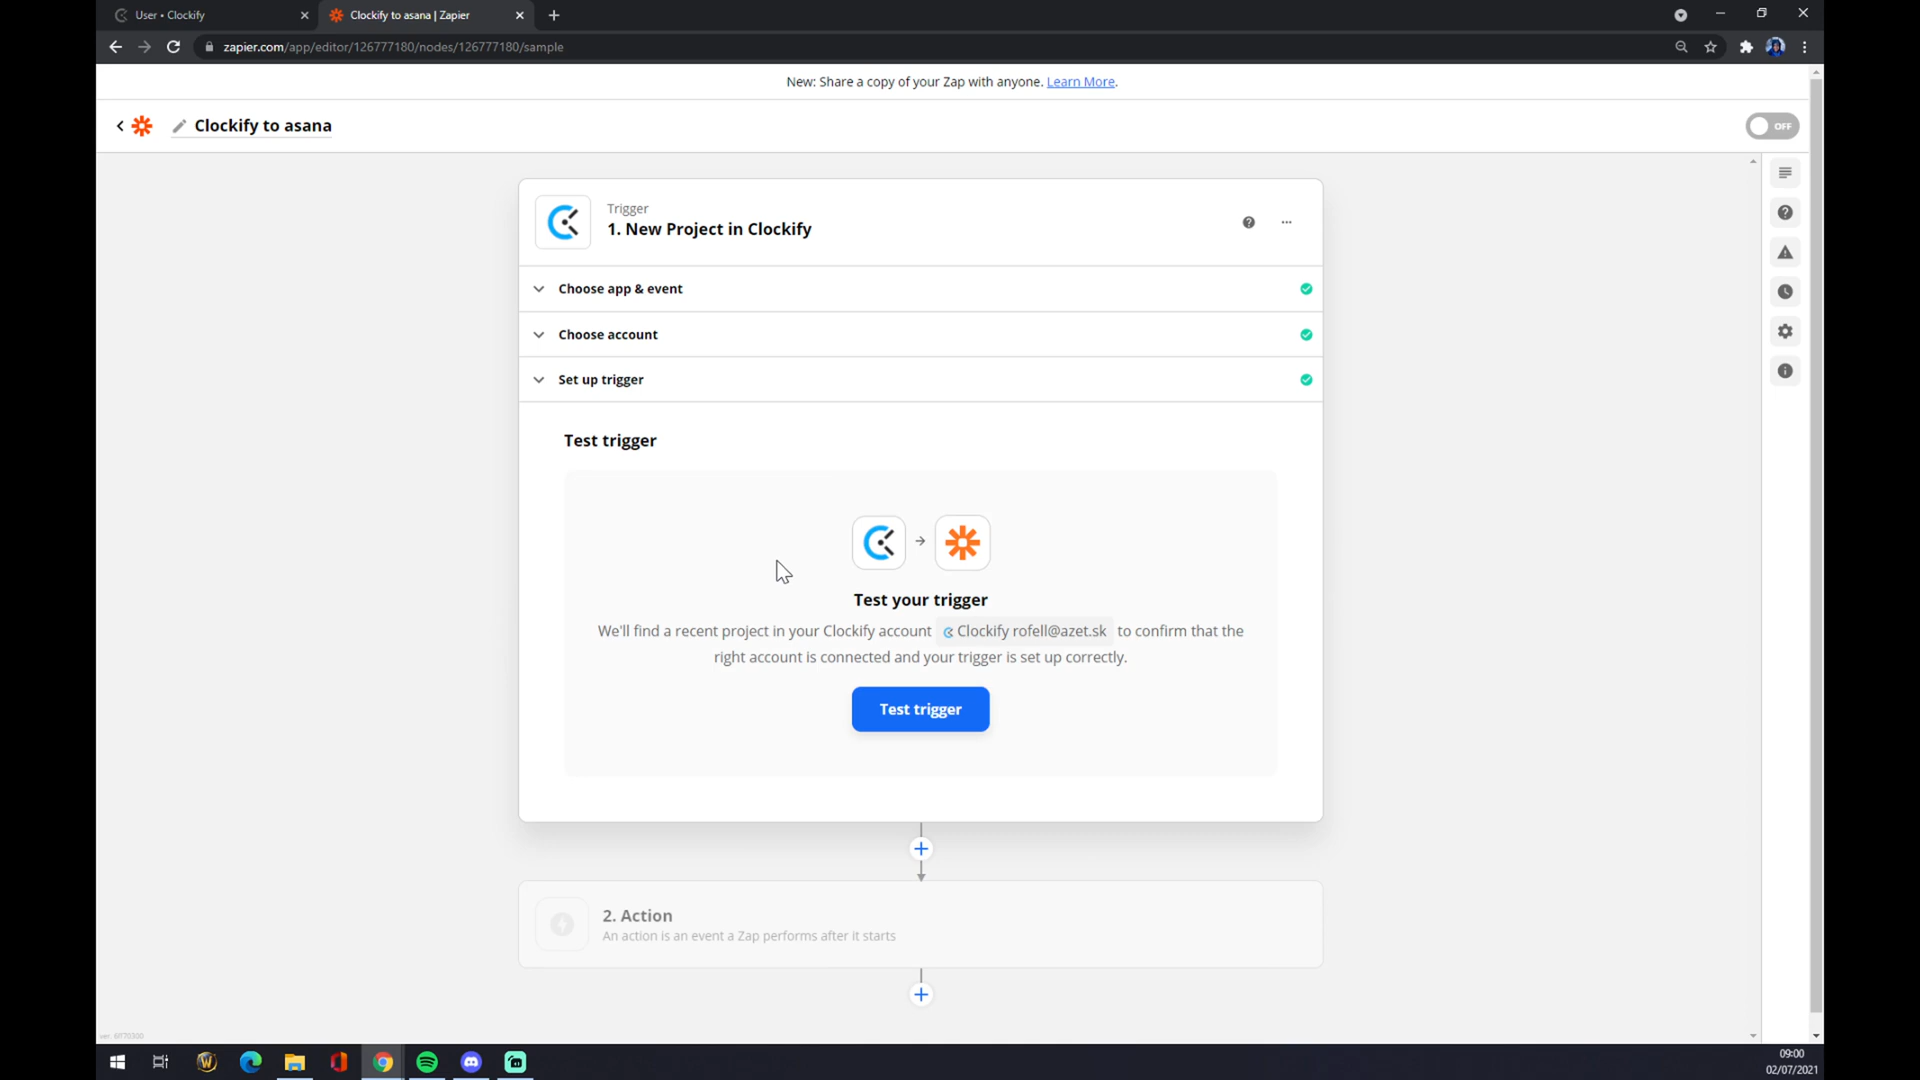 User • Clockify
Clockify to asana | Zapier
zapier.com/app/editor/126777180/nodes/126777180/sample
New: Share a copy of your Zap with anyone. Learn More.
Clockify to asana
OFF
Trigger
1. New Project in Clockify
Choose app & event
Choose account
Set up trigger
Test trigger
Test your trigger
We'll find a recent project in your Clockify account Clockify rofell@azet.sk to confirm that the
right account is connected and your trigger is set up correctly.
Test trigger
2. Action
An action is an event a Zap performs after it starts
09:00
02/07/2021